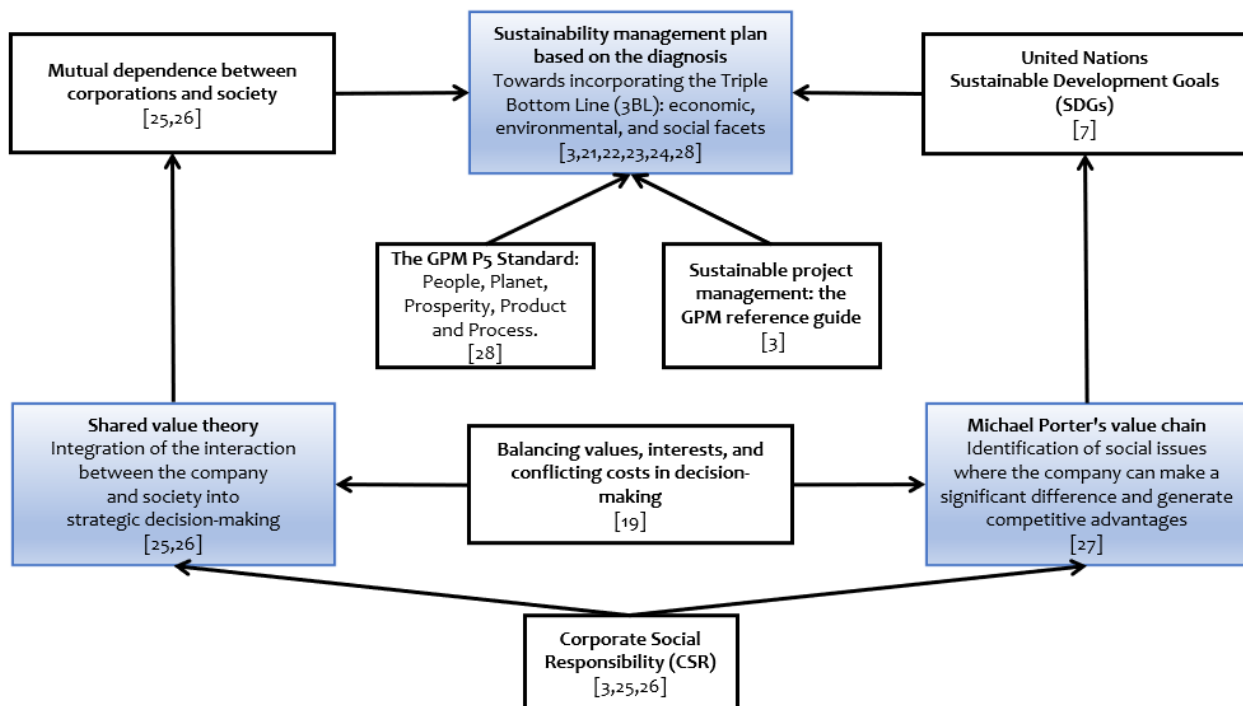 Mutual dependence between
corporations and society
[25,26]
Sustainability management plan
based on the diagnosis
Towards incorporating the Triple
Bottom Line (3BL): economic,
environmental, and social facets
[3,21,22,23,24,28]
United Nations
Sustainable Development Goals
(SDGs)
[7]
The GPM P5 Standard:
People, Planet,
Prosperity, Product
and Process.
[28]
Sustainable project
management: the
GPM reference guide
[3]
Shared value theory
Integration of the interaction
between the company
and society into
strategic decision-making
[25,26]
Balancing values, interests, and
conflicting costs in decision-
making
[19]
Michael Porter's value chain
Identification of social issues
where the company can make a
significant difference and generate
competitive advantages
[27]
Corporate Social
Responsibility (CSR)
[3,25,26]